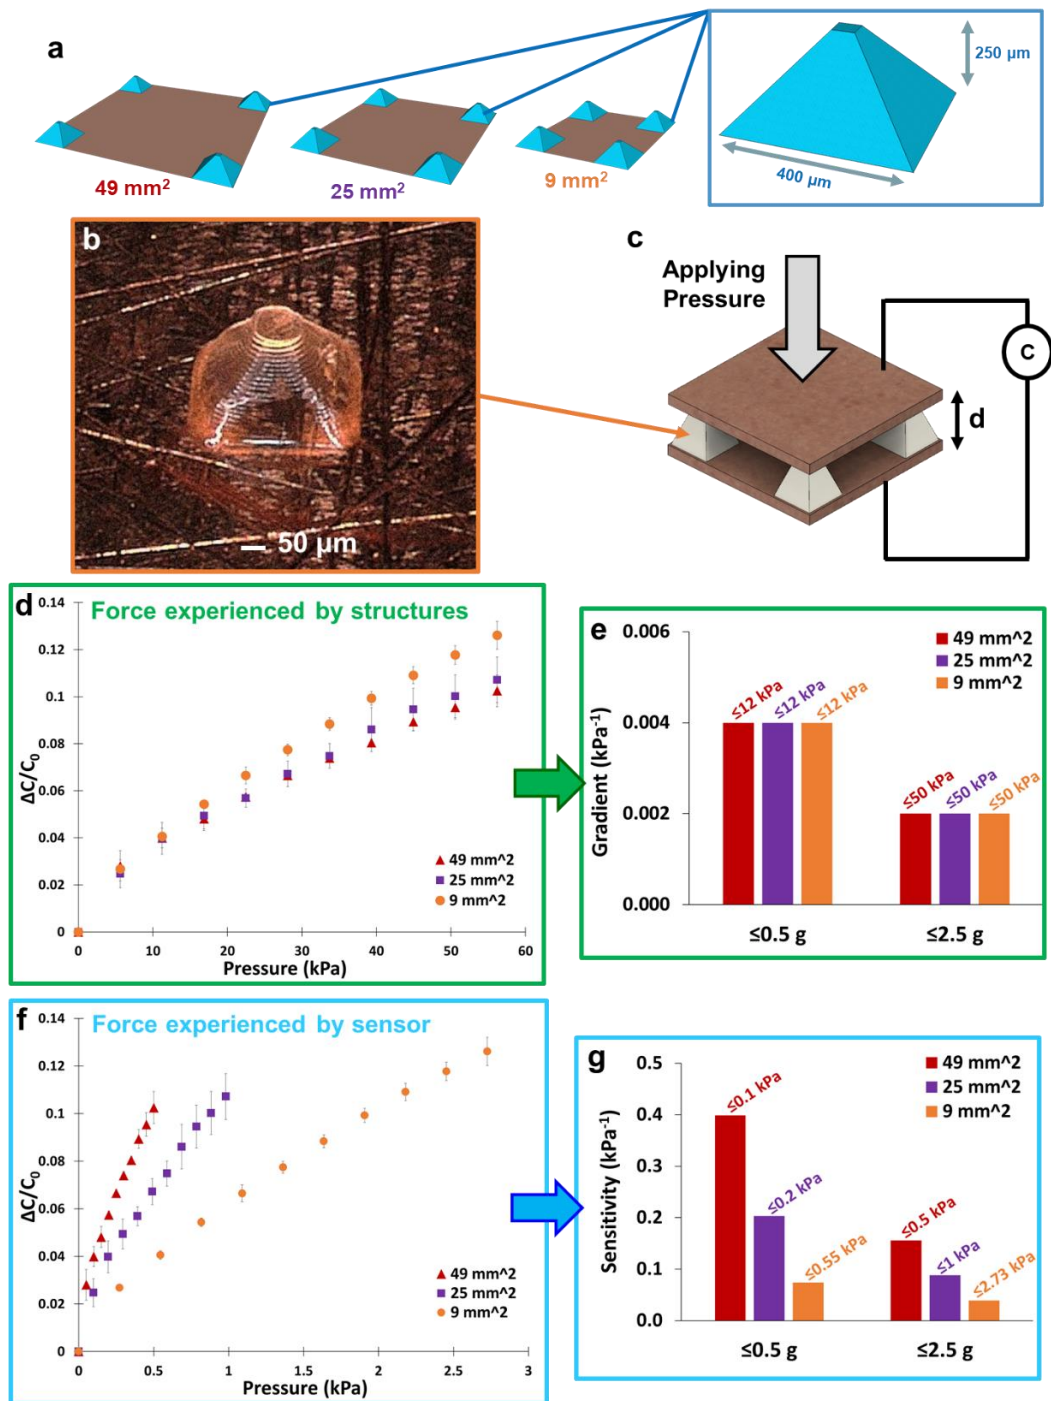 a
49 mm²
25 mm²
9 mm²
250 µm
400 µm
b
50 µm
c
Applying
Pressure
d
C
d
Force experienced by structures
ΔC/C₀
0.14
0.12
0.1
0.08
0.06
0.04
0.02
0
49 mm^2
25 mm^2
9 mm^2
0 10 20 30 40 50 60
Pressure (kPa)
e
49 mm^2
25 mm^2
9 mm^2
Gradient (kPa⁻¹)
0.006
0.004
0.002
0.000
≤12 kPa
≤12 kPa
≤12 kPa
≤50 kPa
≤50 kPa
≤50 kPa
≤0.5 g
≤2.5 g
f
Force experienced by sensor
ΔC/C₀
0.14
0.12
0.1
0.08
0.06
0.04
0.02
0
49 mm^2
25 mm^2
9 mm^2
0 0.5 1 1.5 2 2.5 3
Pressure (kPa)
g
49 mm^2
25 mm^2
9 mm^2
Sensitivity (kPa⁻¹)
0.5
0.4
0.3
0.2
0.1
0.0
≤0.1 kPa
≤0.2 kPa
≤0.55 kPa
≤0.5 kPa
≤1 kPa
≤2.73 kPa
≤0.5 g
≤2.5 g